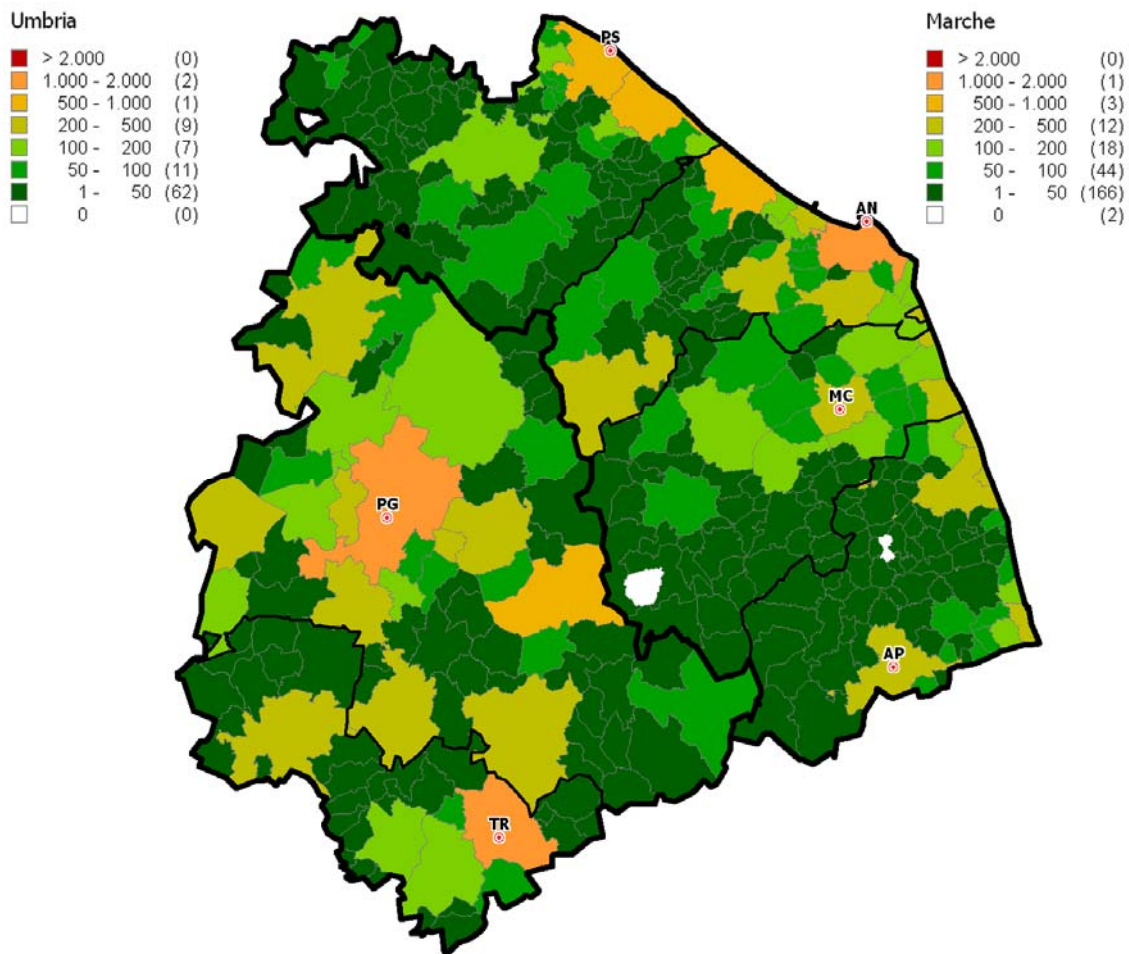 Umbria
> 2.000 (0)
1.000 - 2.000 (2)
500 - 1.000 (1)
200 - 500 (9)
100 - 200 (7)
50 - 100 (11)
1 - 50 (62)
0 (0)
Marche
> 2.000 (0)
1.000 - 2.000 (1)
500 - 1.000 (3)
200 - 500 (12)
100 - 200 (18)
50 - 100 (44)
1 - 50 (166)
0 (2)
PS
AN
MC
PG
AP
TR